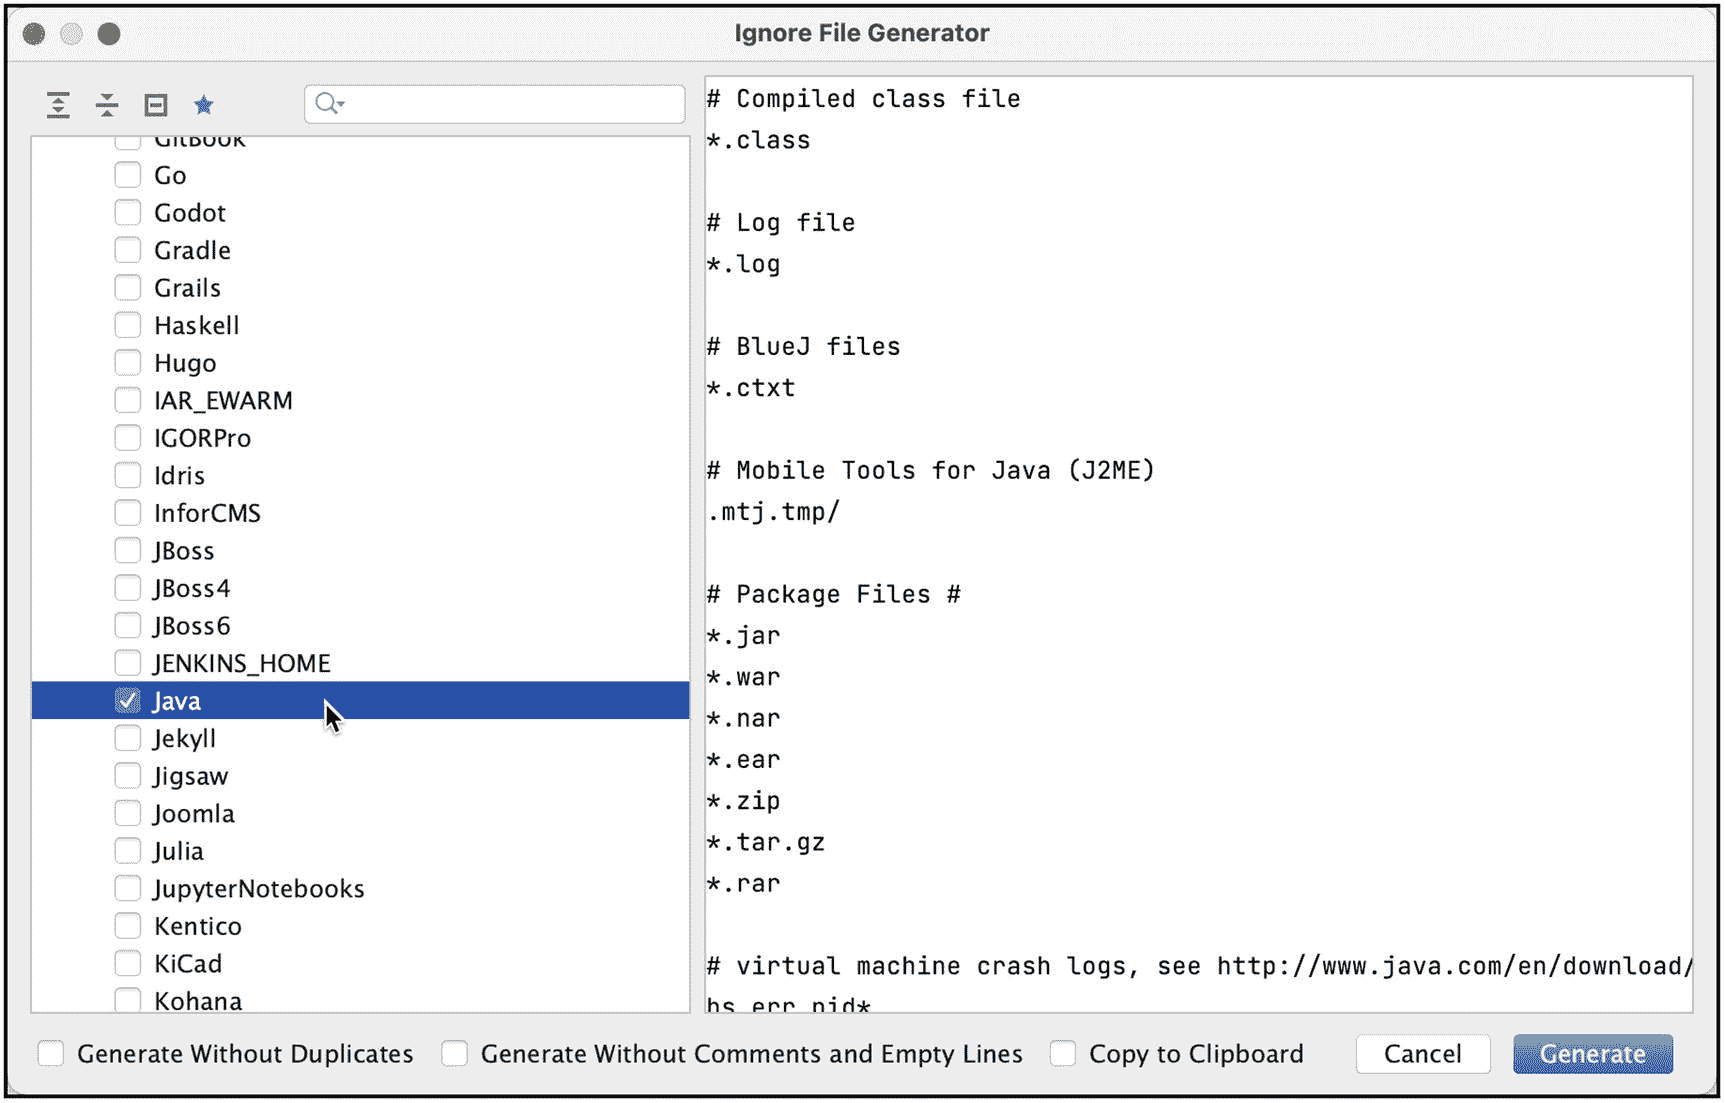 Ignore File Generator
GitBook
Go
Godot
Gradle
Grails
Haskell
Hugo
IAR_EWARM
IGORPro
Idris
InforCMS
JBoss
JBoss4
JBoss6
JENKINS_HOME
Java
Jekyll
Jigsaw
Joomla
Julia
JupyterNotebooks
Kentico
KiCad
Kohana
# Compiled class file
*.class
# Log file
*.log
# BlueJ files
*.ctxt
# Mobile Tools for Java (J2ME)
.mtj.tmp/
# Package Files #
*.jar
*.war
*.nar
*.ear
*.zip
*.tar.gz
*.rar
# virtual machine crash logs, see http://www.java.com/en/download/
hs_err_pid*
Generate Without Duplicates
Generate Without Comments and Empty Lines
Copy to Clipboard
Cancel
Generate